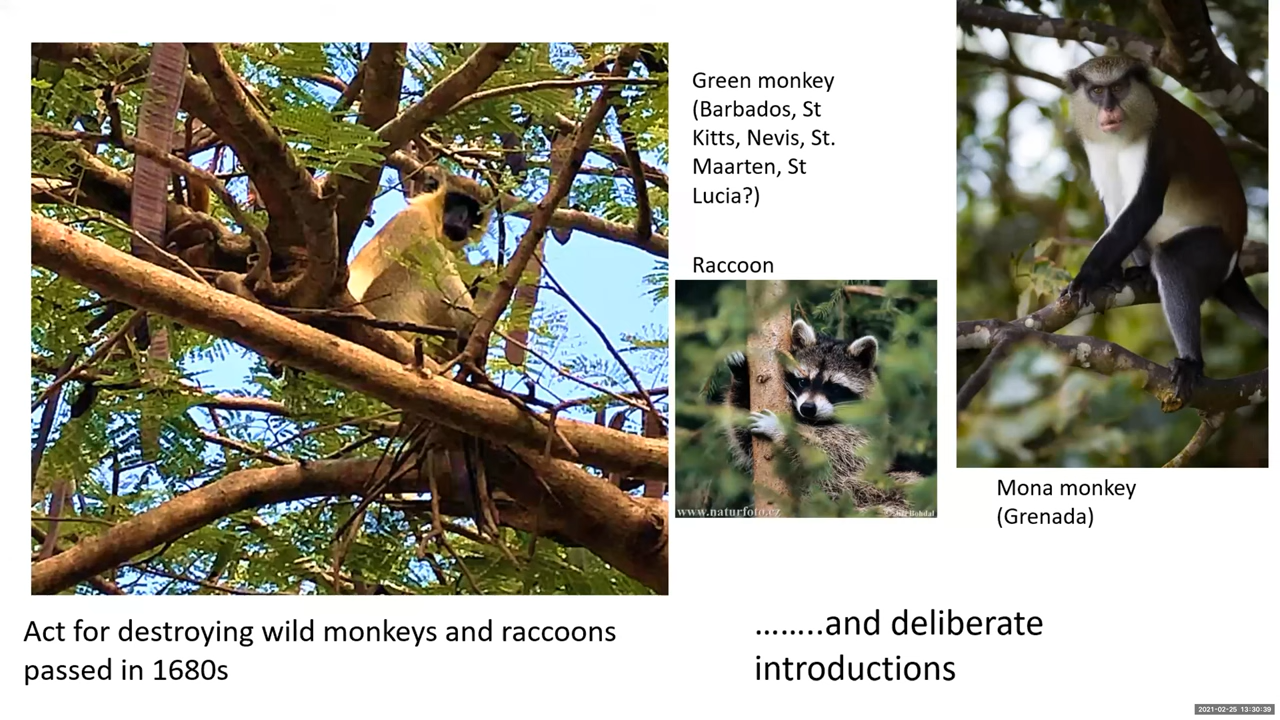 Green monkey
(Barbados, St
Kitts, Nevis, St.
Maarten, St
Lucia?)
Raccoon
www.naturfoto.cz
Mona monkey
(Grenada)
Act for destroying wild monkeys and raccoons
passed in 1680s
……..and deliberate
introductions
2021-02-25 13:30:39